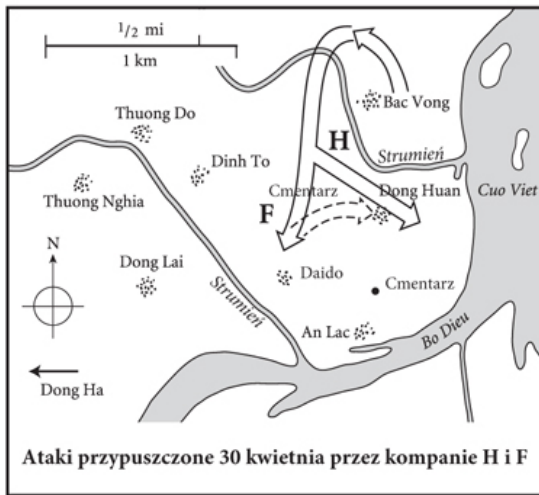 1/2 mi
1 km
Bac Vong
Thuong Do
H
Strumień
Dinh To
Cmentarz
Dong Huan
Cuo Viet
Thuong Nghia
F
N
Dong Lai
Strumień
Daido
Cmentarz
An Lac
Bo Dieu
Dong Ha
Ataki przypuszczone 30 kwietnia przez kompanie H i F